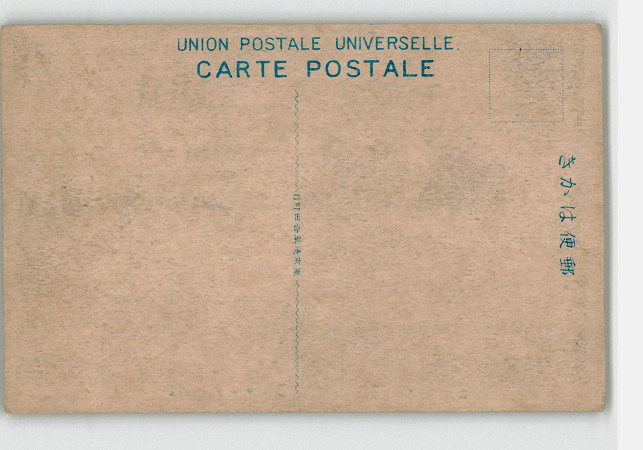 UNION POSTALE UNIVERSELLE.
CARTE POSTALE
きかは便郵